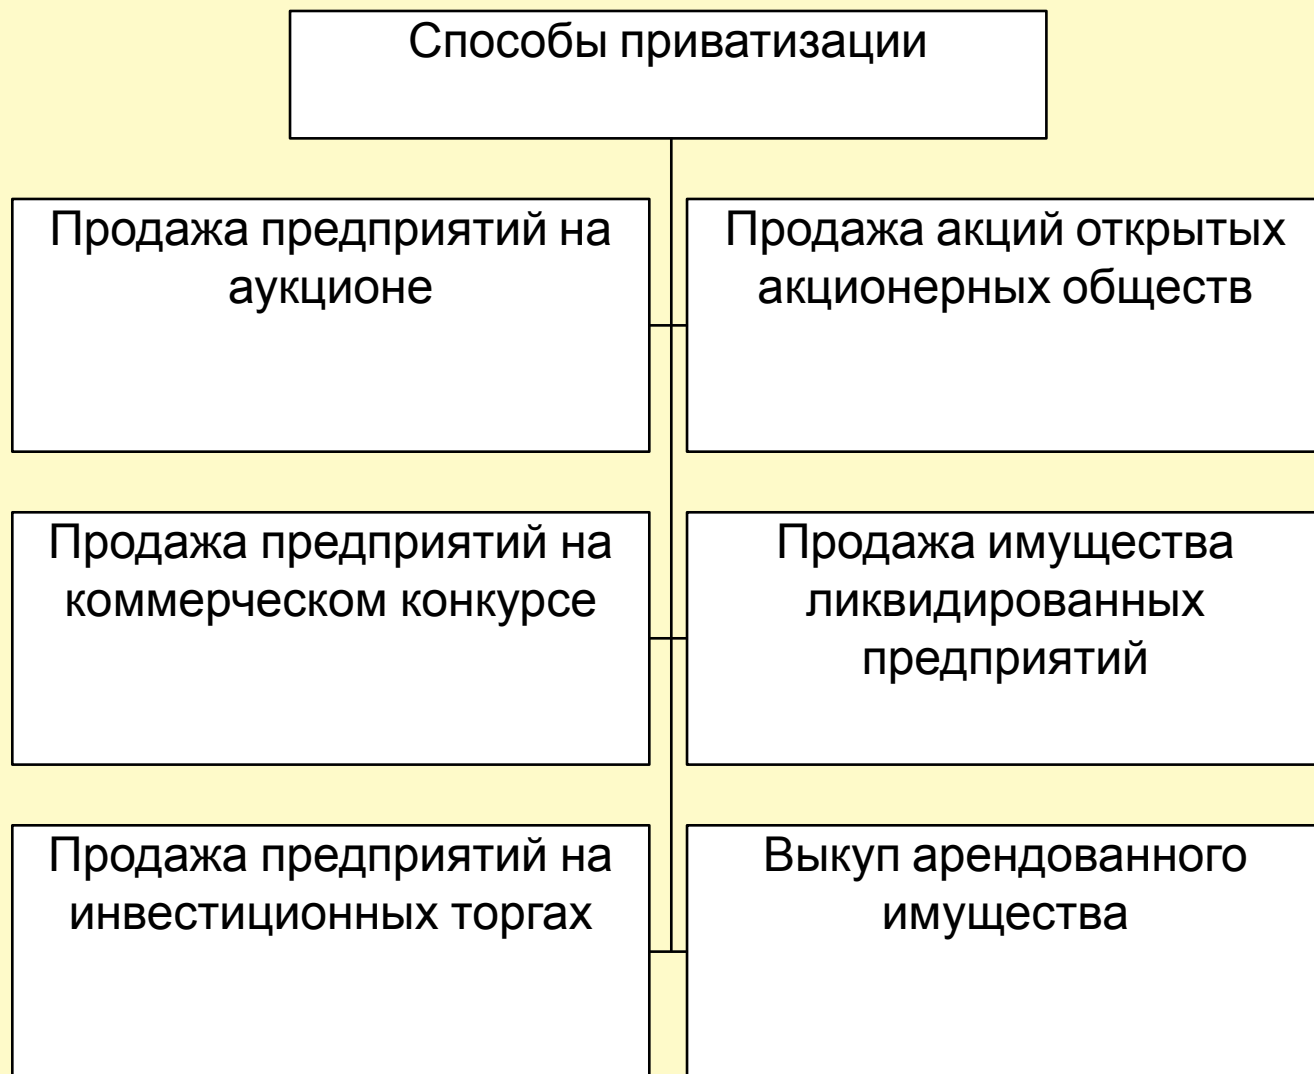 Способы приватизации
Продажа предприятий на
аукционе
Продажа акций открытых
акционерных обществ
Продажа предприятий на
коммерческом конкурсе
Продажа имущества
ликвидированных
предприятий
Продажа предприятий на
инвестиционных торгах
Выкуп арендованного
имущества